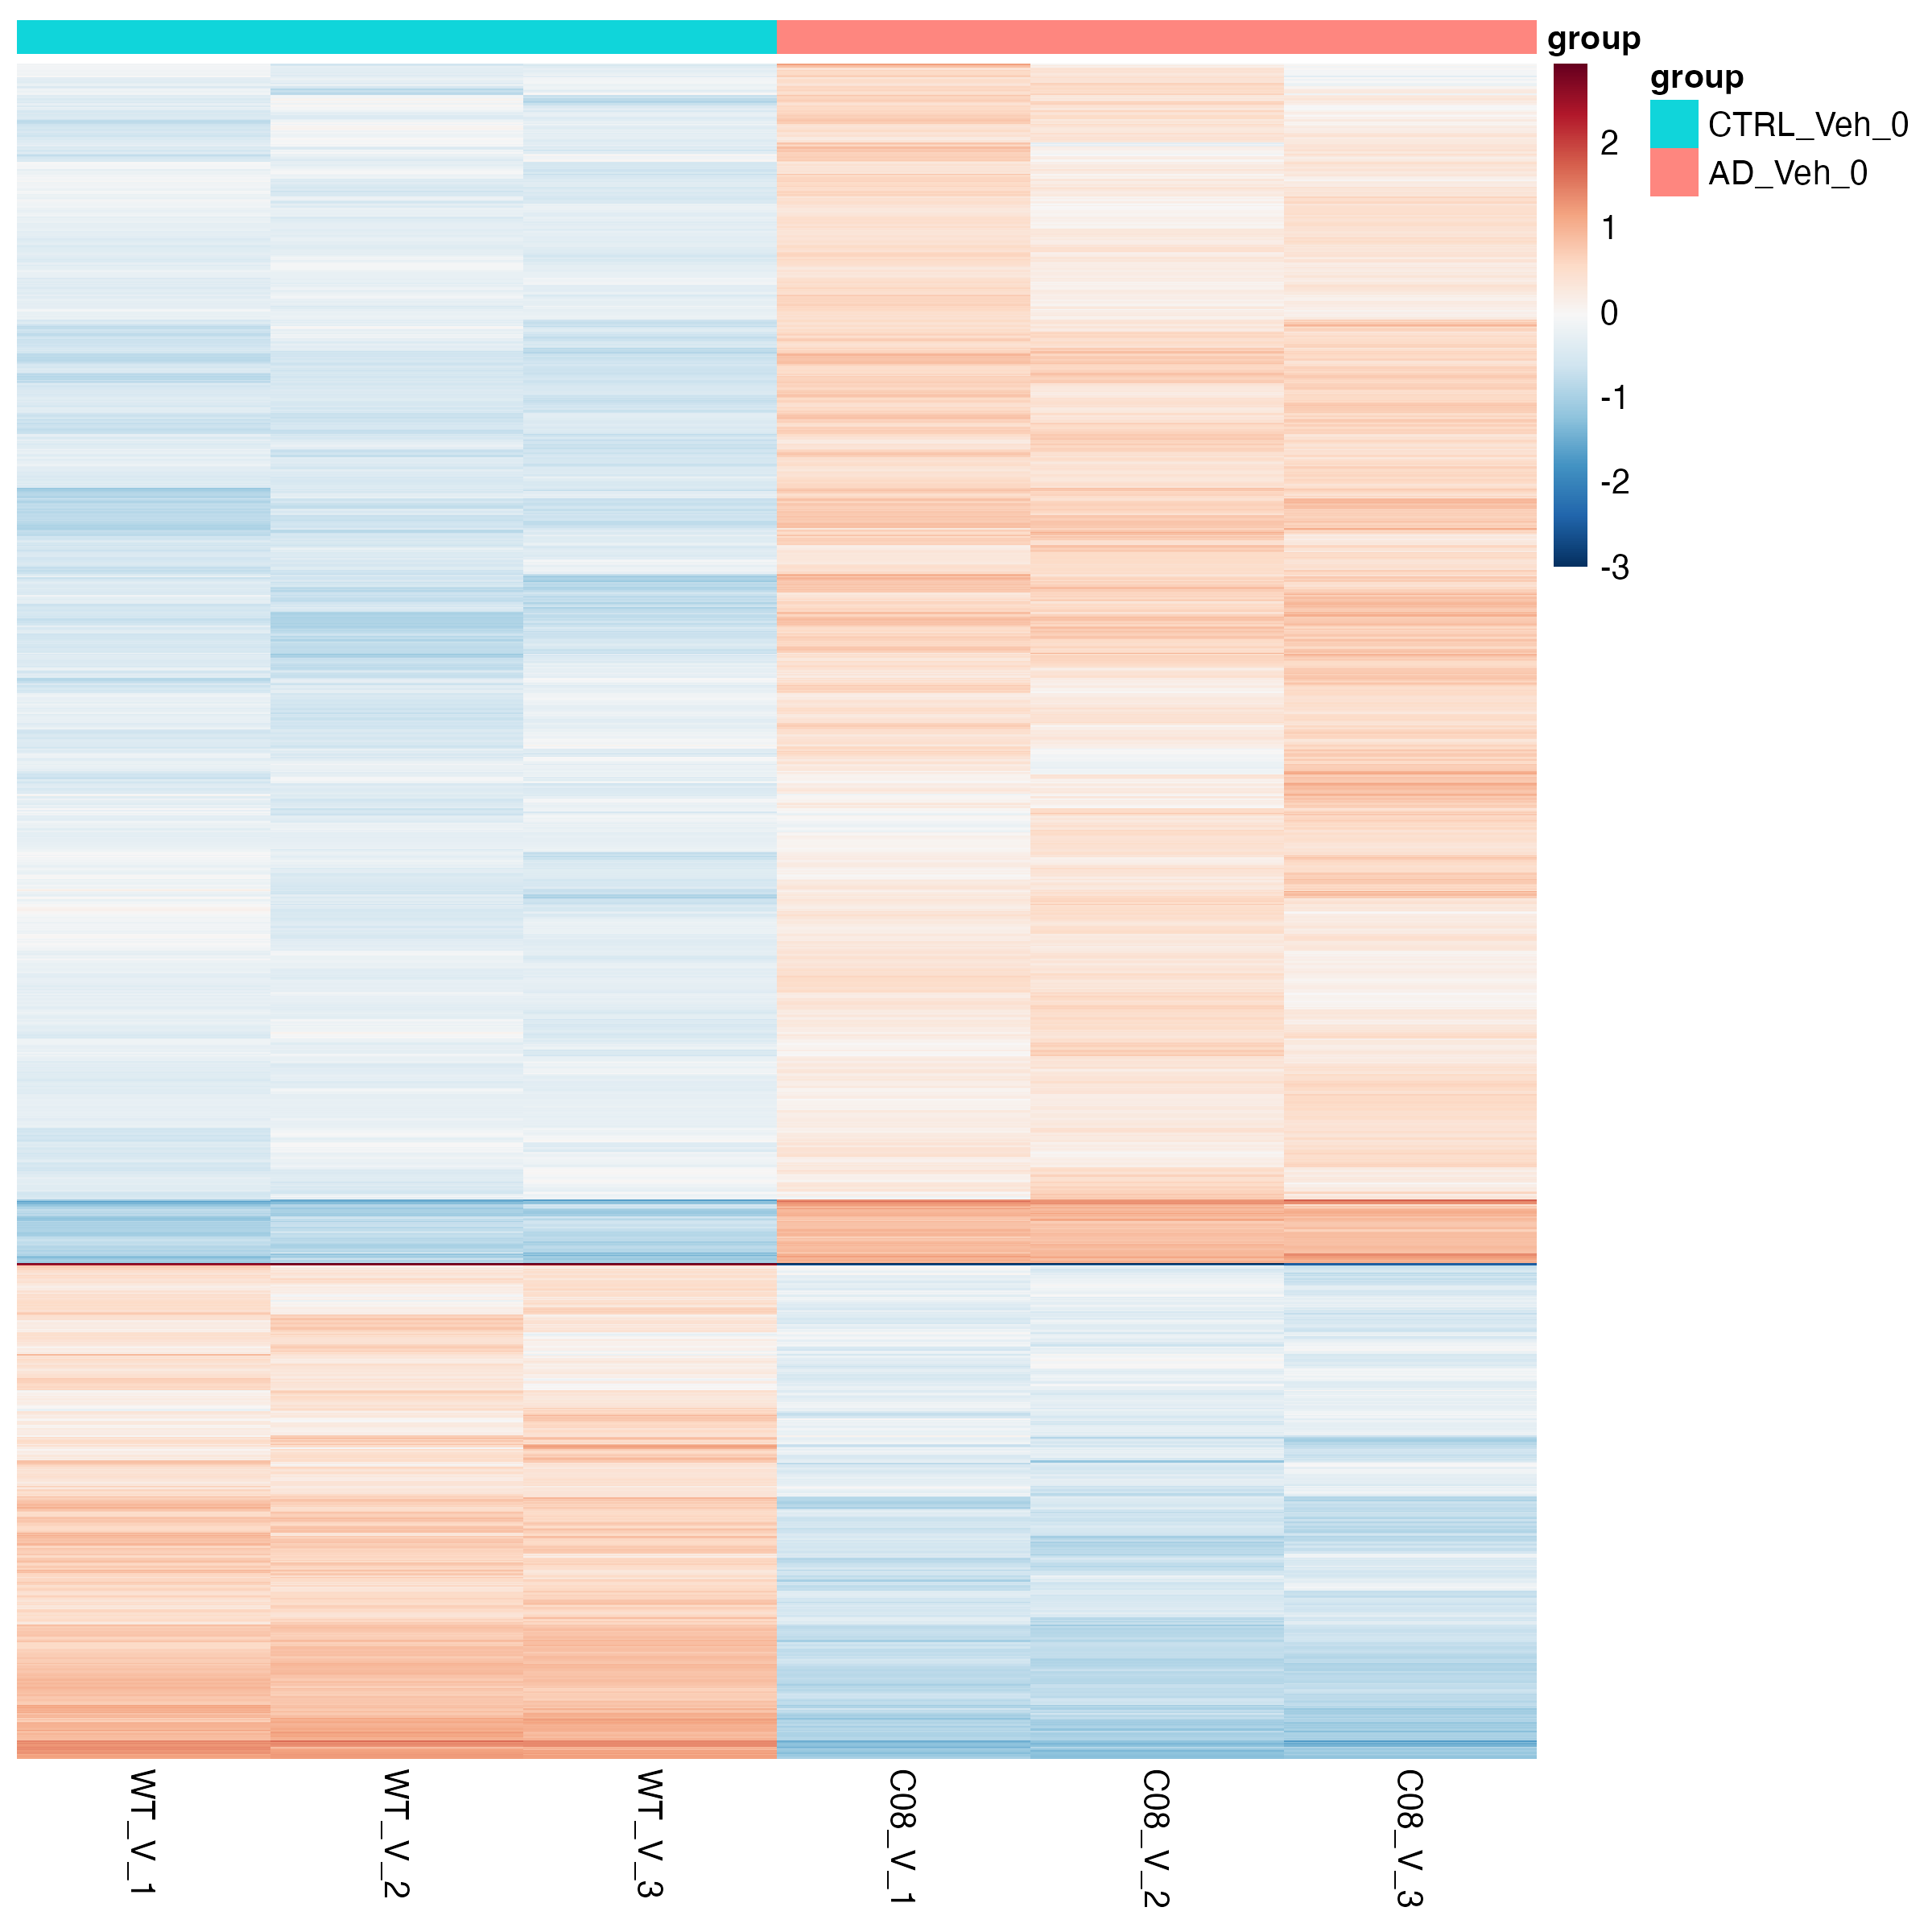 group
group
CTRL_Veh_0
AD_Veh_0
2
1
0
-1
-2
-3
WT_V_1
WT_V_2
WT_V_3
C08_V_1
C08_V_2
C08_V_3